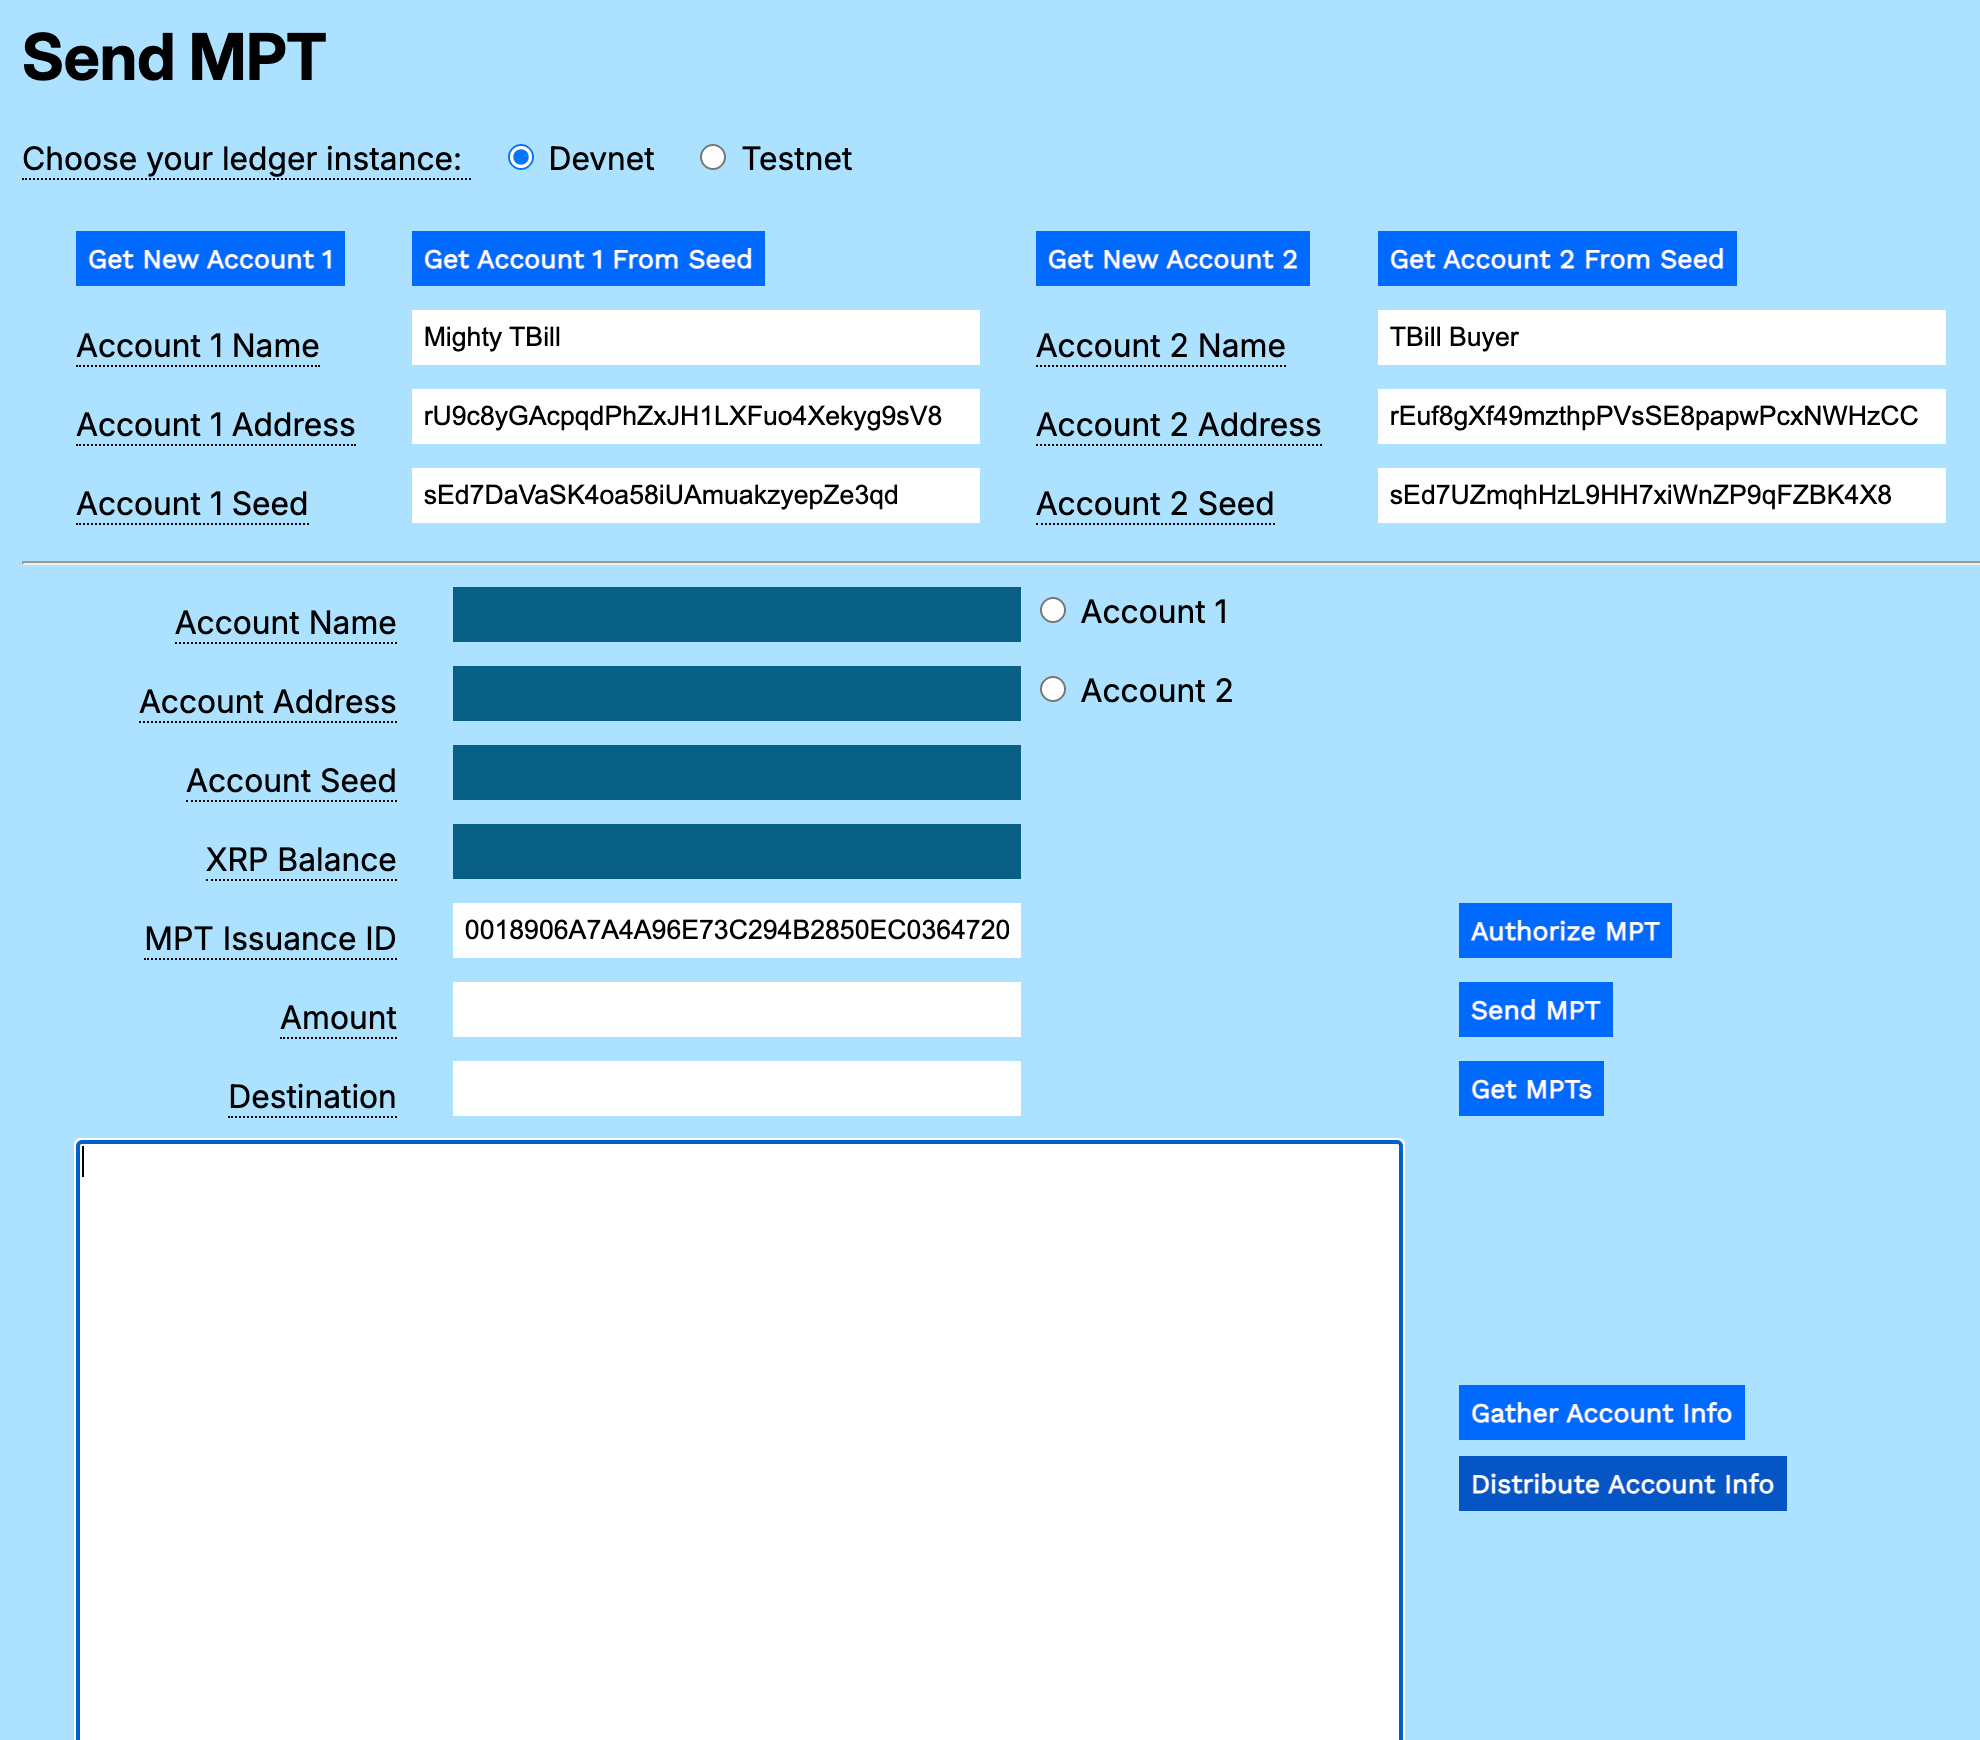 Send MPT
Choose your ledger instance: Devnet Testnet
Get New Account 1 Get Account 1 From Seed Get New Account 2 Get Account 2 From Seed
Account 1 Name Mighty TBill Account 2 Name TBill Buyer
Account 1 Address rU9c8yGAcpqdPhZxJH1LXFuo4Xekyg9sV8 Account 2 Address rEuf8gXf49mzthpPVsSE8papwPcxNWHzCC
Account 1 Seed sEd7DaVaSK4oa58iUAmuakzyepZe3qd Account 2 Seed sEd7UZmqhHzL9HH7xiWnZP9qFZBK4X8
Account Name Account 1
Account Address Account 2
Account Seed
XRP Balance
MPT Issuance ID 0018906A7A4A96E73C294B2850EC0364720 Authorize MPT
Amount Send MPT
Destination Get MPTs
Gather Account Info
Distribute Account Info